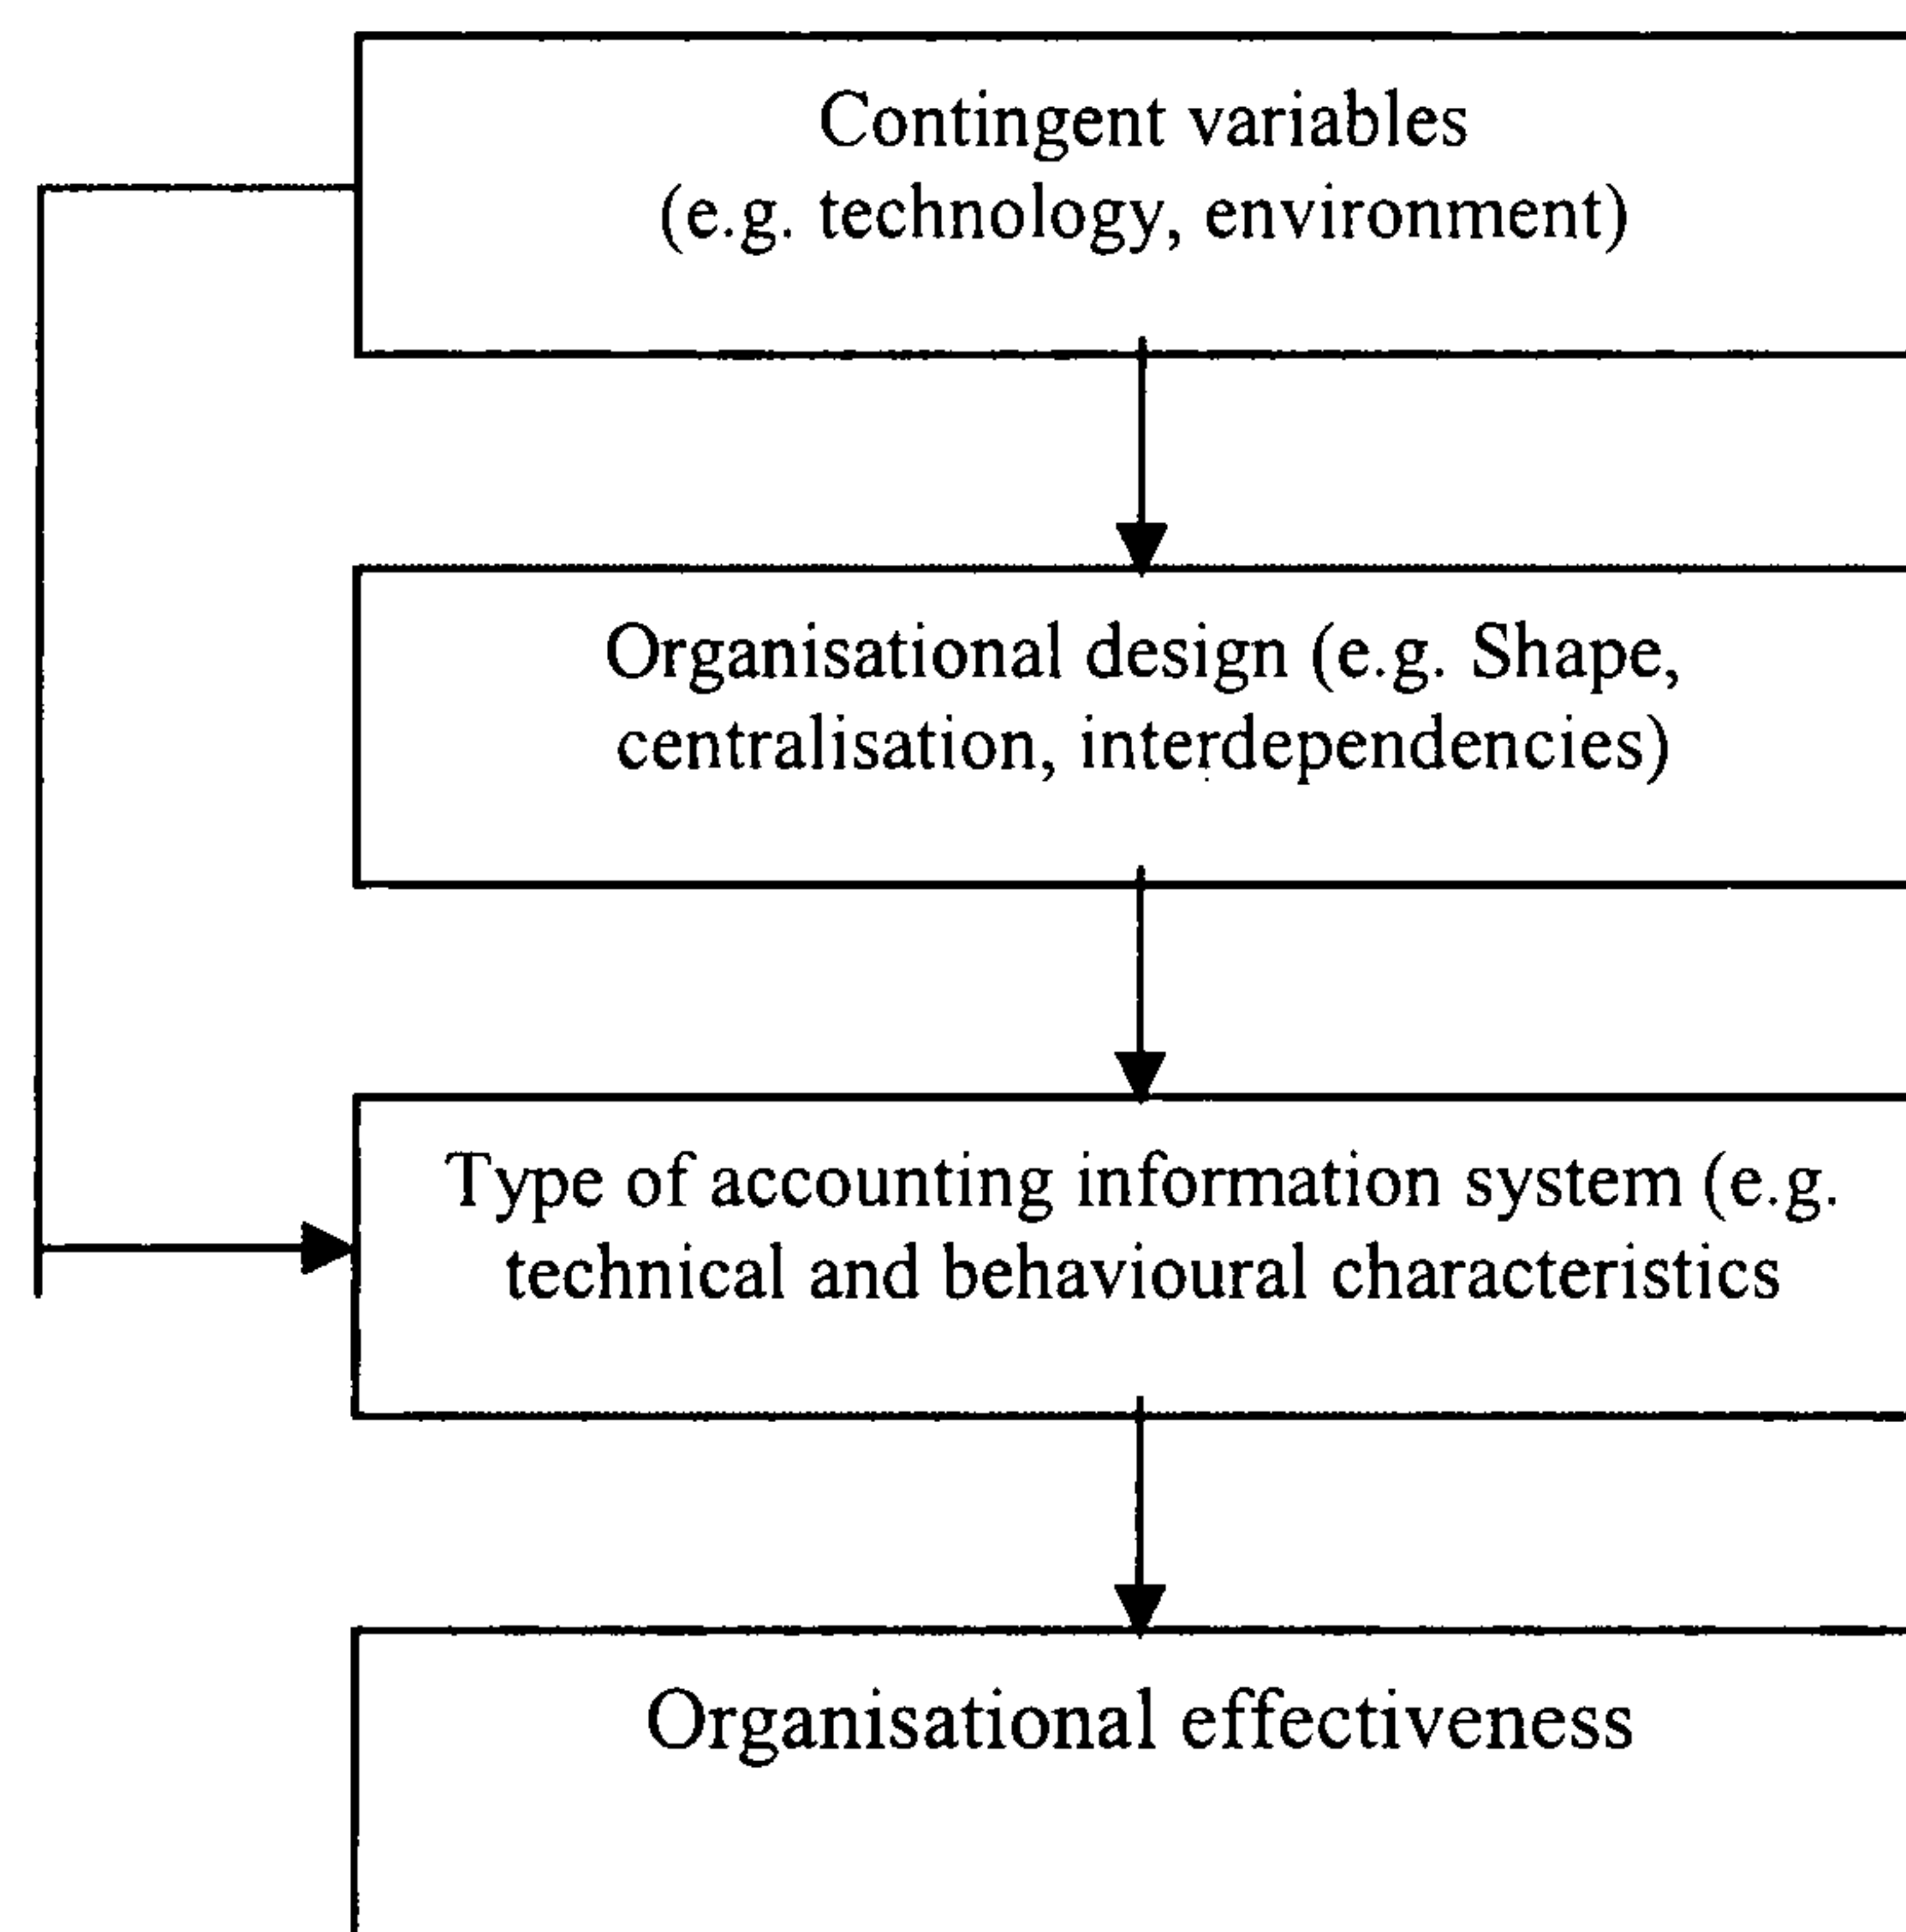 Contingent variables
(e.g. technology, environment)
Organisational design (e.g. Shape,
centralisation, interdependencies)
Type of accounting information system (e.g.
technical and behavioural characteristics
Organisational effectiveness